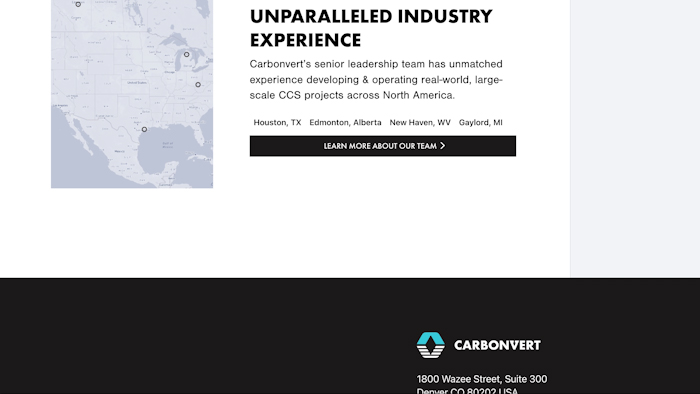 UNPARALLELED INDUSTRY
EXPERIENCE
Carbonvert's senior leadership team has unmatched
experience developing & operating real-world, large-
scale CCS projects across North America.
Houston, TX Edmonton, Alberta New Haven, WV Gaylord, MI
LEARN MORE ABOUT OUR TEAM
CARBONVERT
1800 Wazee Street, Suite 300
Denver CO 80202 USA